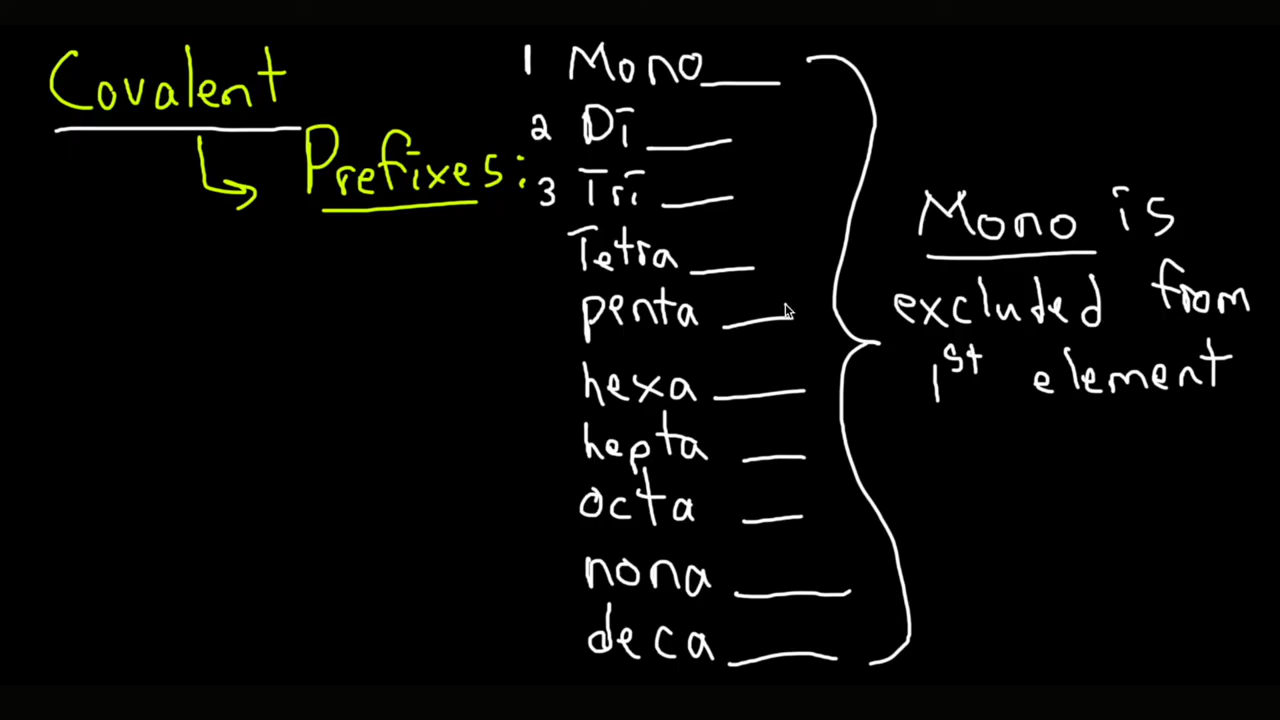 Covalent
Prefixes:
1 Mono
2 Di
3 Tri
Tetra
penta
hexa
hepta
octa
nona
deca
Mono is
excluded from
1st element